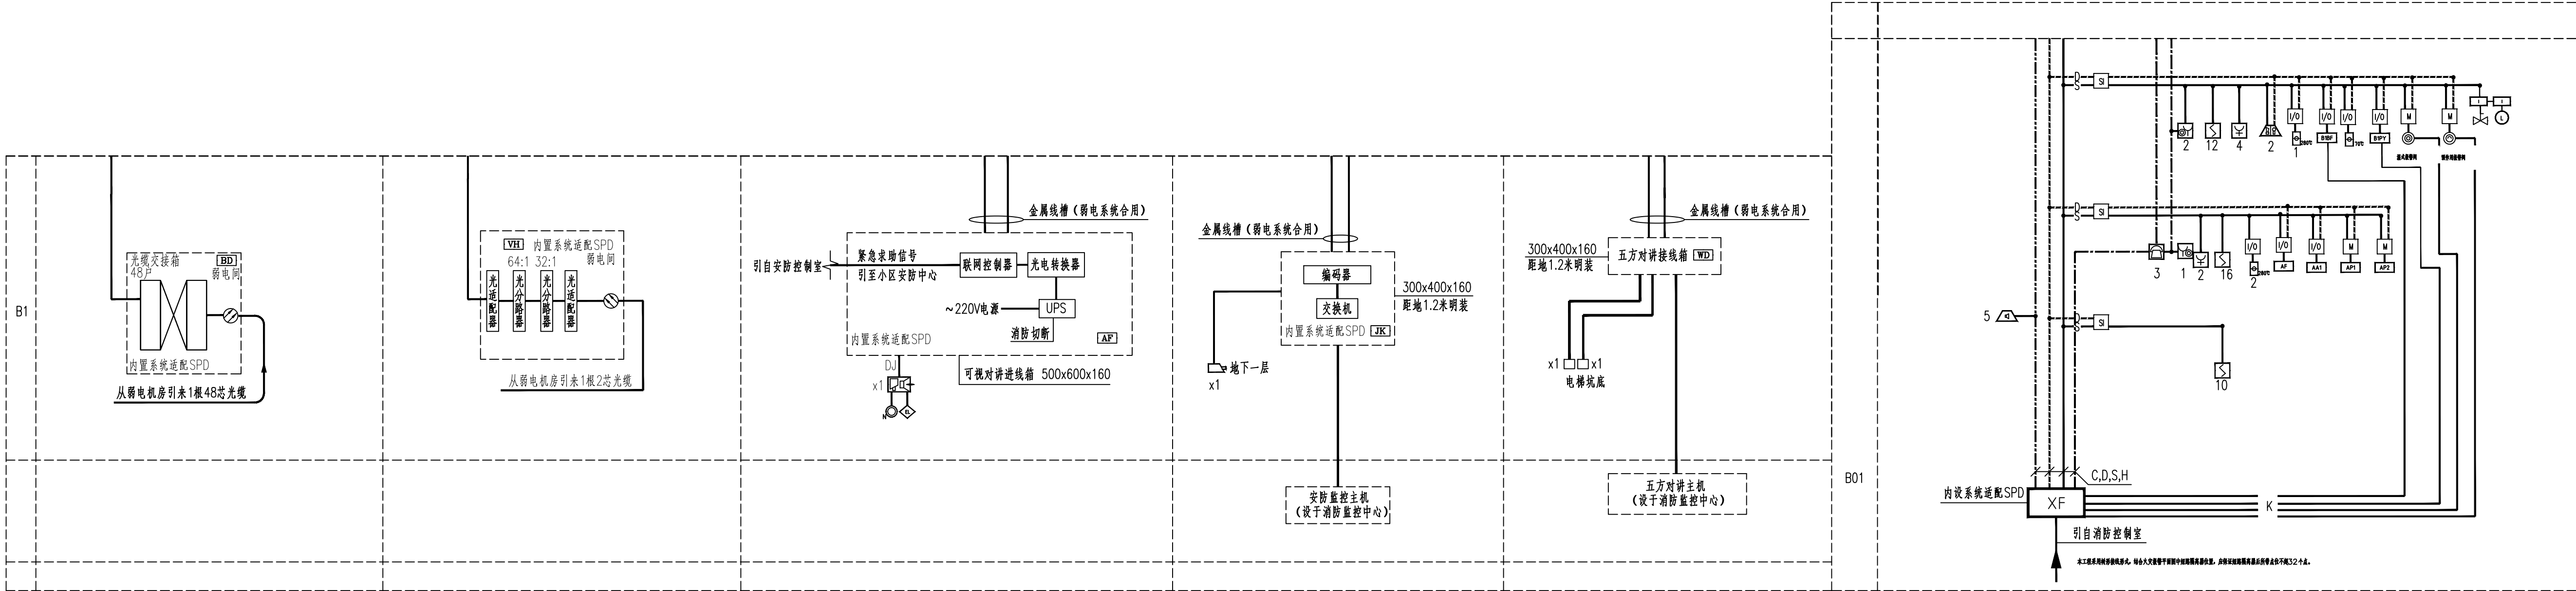 B1
光缆交接箱
48户
BD
弱电间
内置系统适配SPD
从弱电机房引来1根48芯光缆
VH
内置系统适配SPD
64:1 32:1
弱电间
光适配器
光分路器
光分路器
光适配器
从弱电机房引来1根2芯光缆
金属线槽（弱电系统合用）
引自安防控制室
紧急求助信号
引至小区安防中心
联网控制器
光电转换器
~220V电源
UPS
消防切断
内置系统适配SPD
AF
DJ
x1
N
EL
可视对讲进线箱 500x600x160
金属线槽（弱电系统合用）
编码器
交换机
内置系统适配SPD
JK
300x400x160
距地1.2米明装
地下一层
x1
安防监控主机
（设于消防监控中心）
金属线槽（弱电系统合用）
300x400x160
距地1.2米明装
五方对讲接线箱
WD
x1
x1
电梯坑底
五方对讲主机
（设于消防监控中心）
B01
D
S
SI
I/O
I/O
I/O
I/O
M
M
2
12
4
2
280℃
1
B1BF
70℃
B1PY
湿式报警阀
L
D
S
SI
3
1
2
16
I/O
280℃
2
I/O
AF
I/O
AA1
M
AP1
M
AP2
5
D
S
SI
10
C,D,S,H
内设系统适配SPD
XF
K
引自消防控制室